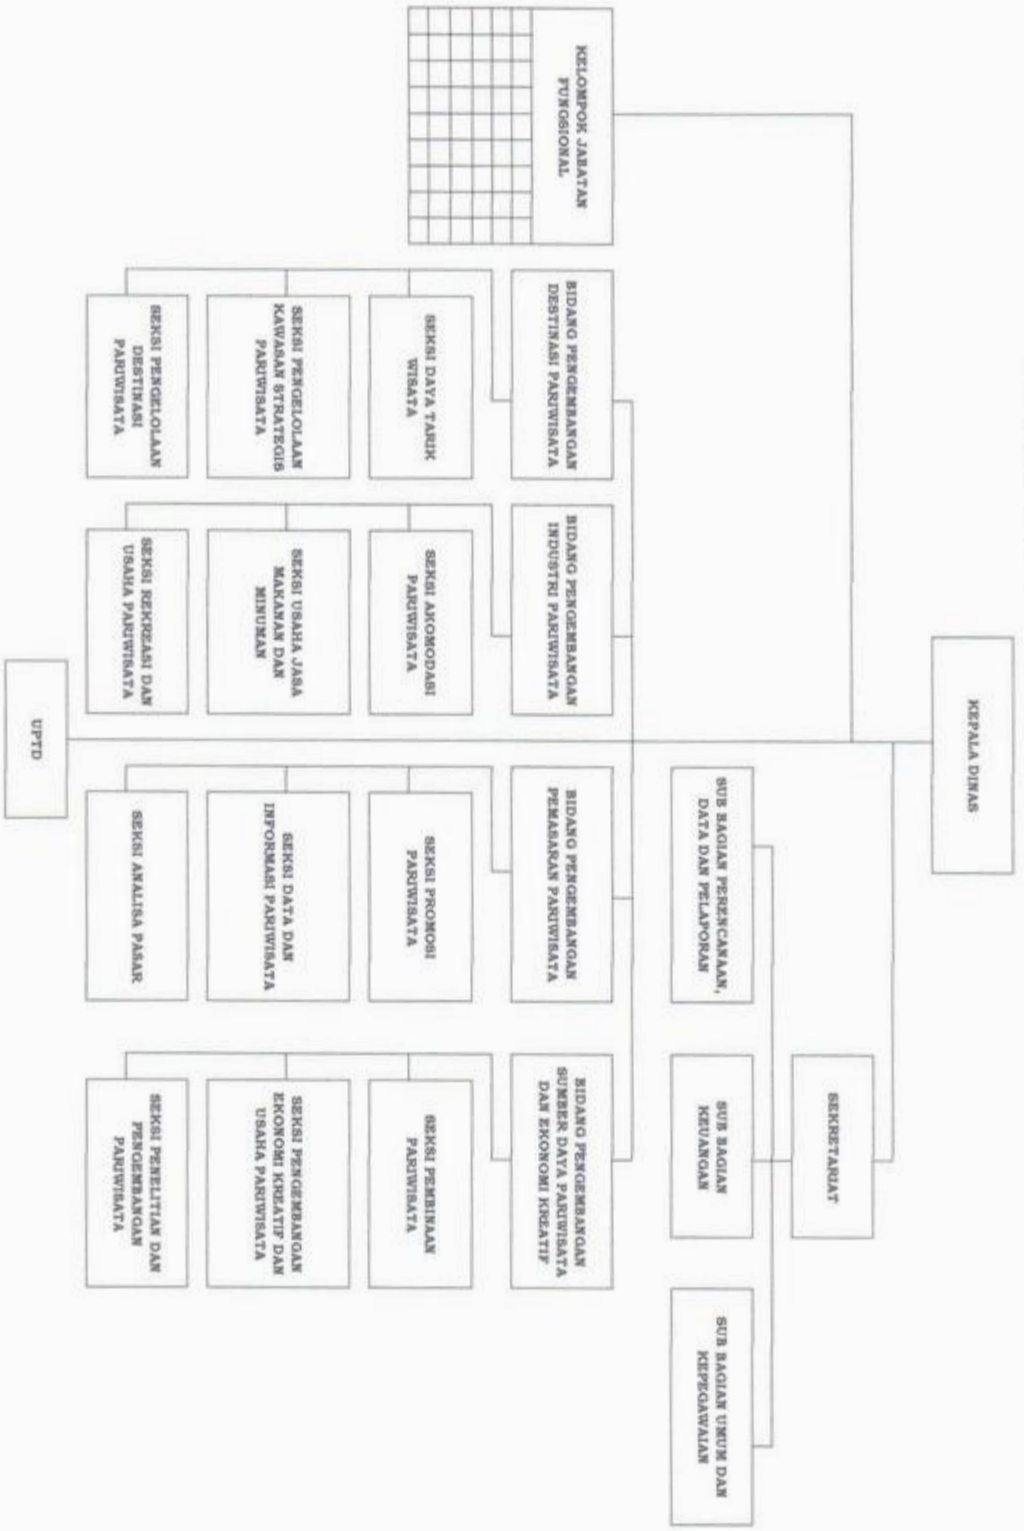 KEPALA DINAS
SEKRETARIAT
SUB BAGIAN PERENCANAAN,
DATA DAN PELAPORAN
SUB BAGIAN
KEUANGAN
SUB BAGIAN UMUM DAN
KEPEGAWAIAN
KELOMPOK JABATAN
FUNGSIONAL
BIDANG PENGEMBANGAN
DESTINASI PARIWISATA
BIDANG PENGEMBANGAN
INDUSTRI PARIWISATA
BIDANG PENGEMBANGAN
PEMASARAN PARIWISATA
BIDANG PENGEMBANGAN
SUMBER DAYA PARIWISATA
DAN EKONOMI KREATIF
SEKSI DAYA TARIK
WISATA
SEKSI AKOMODASI
PARIWISATA
SEKSI PROMOSI
PARIWISATA
SEKSI PEMBINAAN
PARIWISATA
SEKSI PENGELOLAAN
KAWASAN STRATEGIS
PARIWISATA
SEKSI USAHA JASA
MAKANAN DAN
MINUMAN
SEKSI DATA DAN
INFORMASI PARIWISATA
SEKSI PENGEMBANGAN
EKONOMI KREATIF DAN
USAHA PARIWISATA
SEKSI PENGELOLAAN
DESTINASI
PARIWISATA
SEKSI REKREASI DAN
USAHA PARIWISATA
SEKSI ANALISA PASAR
SEKSI PENELITIAN DAN
PENGEMBANGAN
PARIWISATA
UPTD